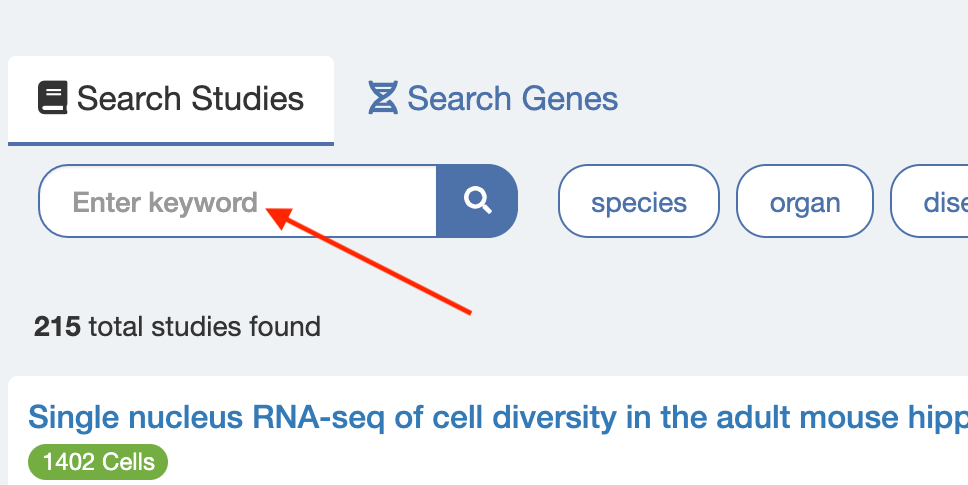 Search Studies
Search Genes
Enter keyword
species
organ
dise
215 total studies found
Single nucleus RNA-seq of cell diversity in the adult mouse hipp
1402 Cells